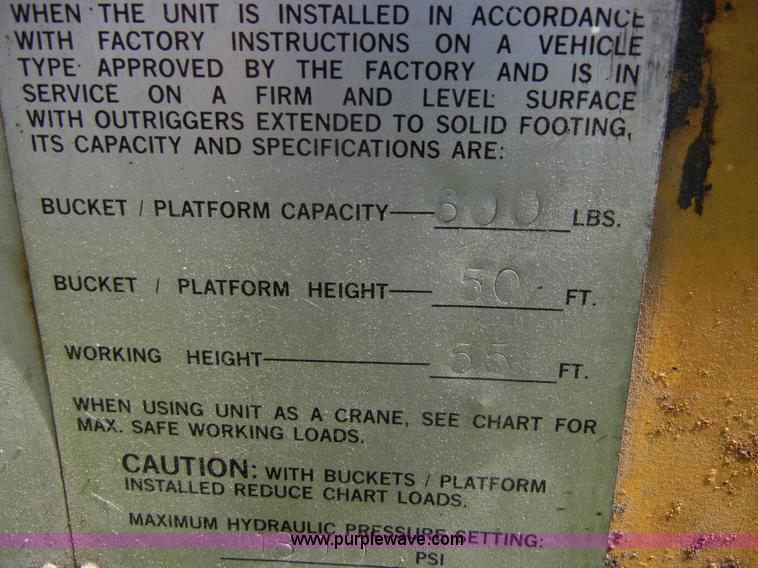 WHEN THE UNIT IS INSTALLED IN ACCORDANCE
WITH FACTORY INSTRUCTIONS ON A VEHICLE
TYPE APPROVED BY THE FACTORY AND IS IN
SERVICE ON A FIRM AND LEVEL SURFACE
WITH OUTRIGGERS EXTENDED TO SOLID FOOTING,
ITS CAPACITY AND SPECIFICATIONS ARE:
BUCKET / PLATFORM CAPACITY LBS.
BUCKET / PLATFORM HEIGHT 50 FT.
WORKING HEIGHT 55 FT.
WHEN USING UNIT AS A CRANE, SEE CHART FOR
MAX. SAFE WORKING LOADS.
CAUTION: WITH BUCKETS / PLATFORM
INSTALLED REDUCE CHART LOADS.
MAXIMUM HYDRAULIC PRESSURE SETTING:
www.purplewave.com
PSI